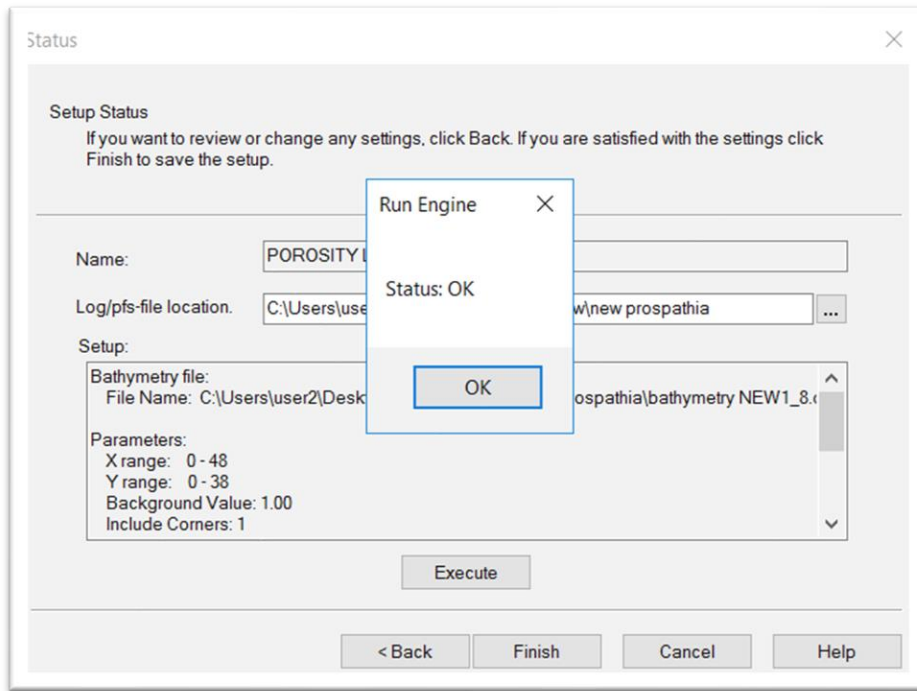 Status
Setup Status
If you want to review or change any settings, click Back. If you are satisfied with the settings click
Finish to save the setup.
Run Engine
Status: OK
OK
Name:
POROSITY
Log/pfs-file location.
C:\Users\use w\new prospathia
...
Setup:
Bathymetry file:
File Name: C:\Users\user2\Desk ospathia\bathymetry NEW1_8.
Parameters:
X range: 0 - 48
Y range: 0 - 38
Background Value: 1.00
Include Corners: 1
Execute
< Back
Finish
Cancel
Help